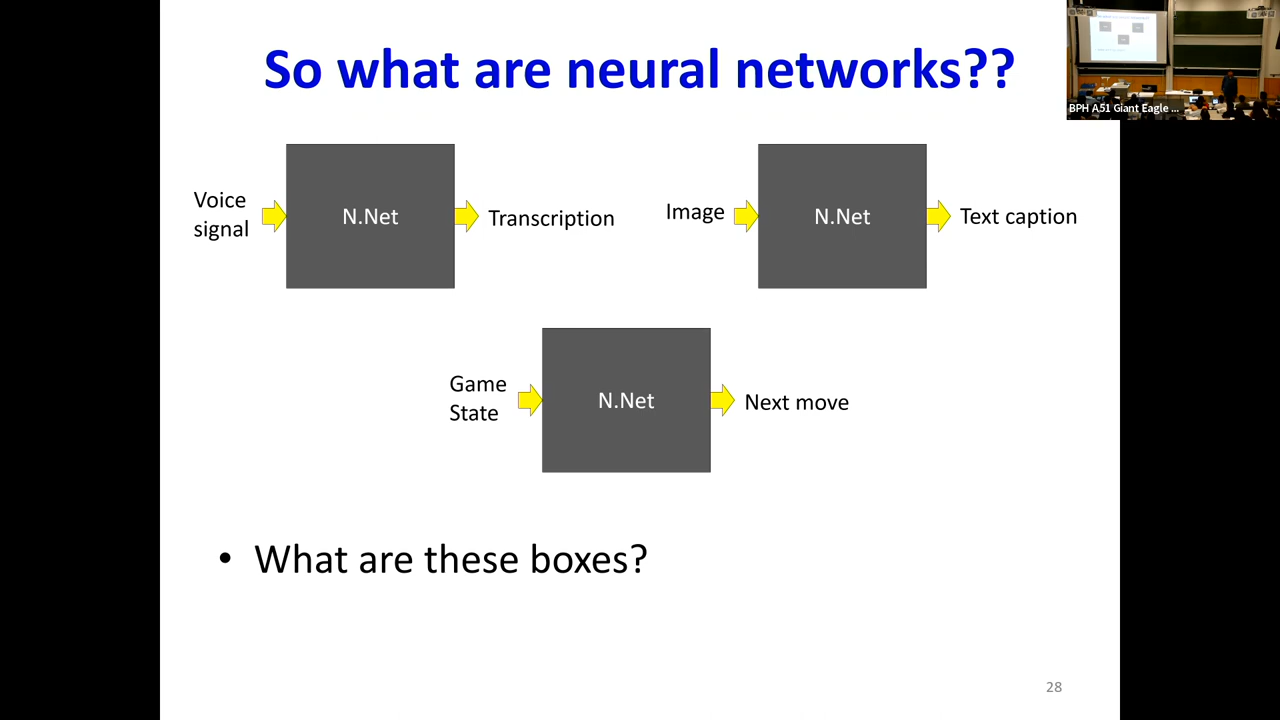 So what are neural networks??
BPH A51 Giant Eagle ...
Voice
signal
N.Net
Transcription
Image
N.Net
Text caption
Game
State
N.Net
Next move
• What are these boxes?
28